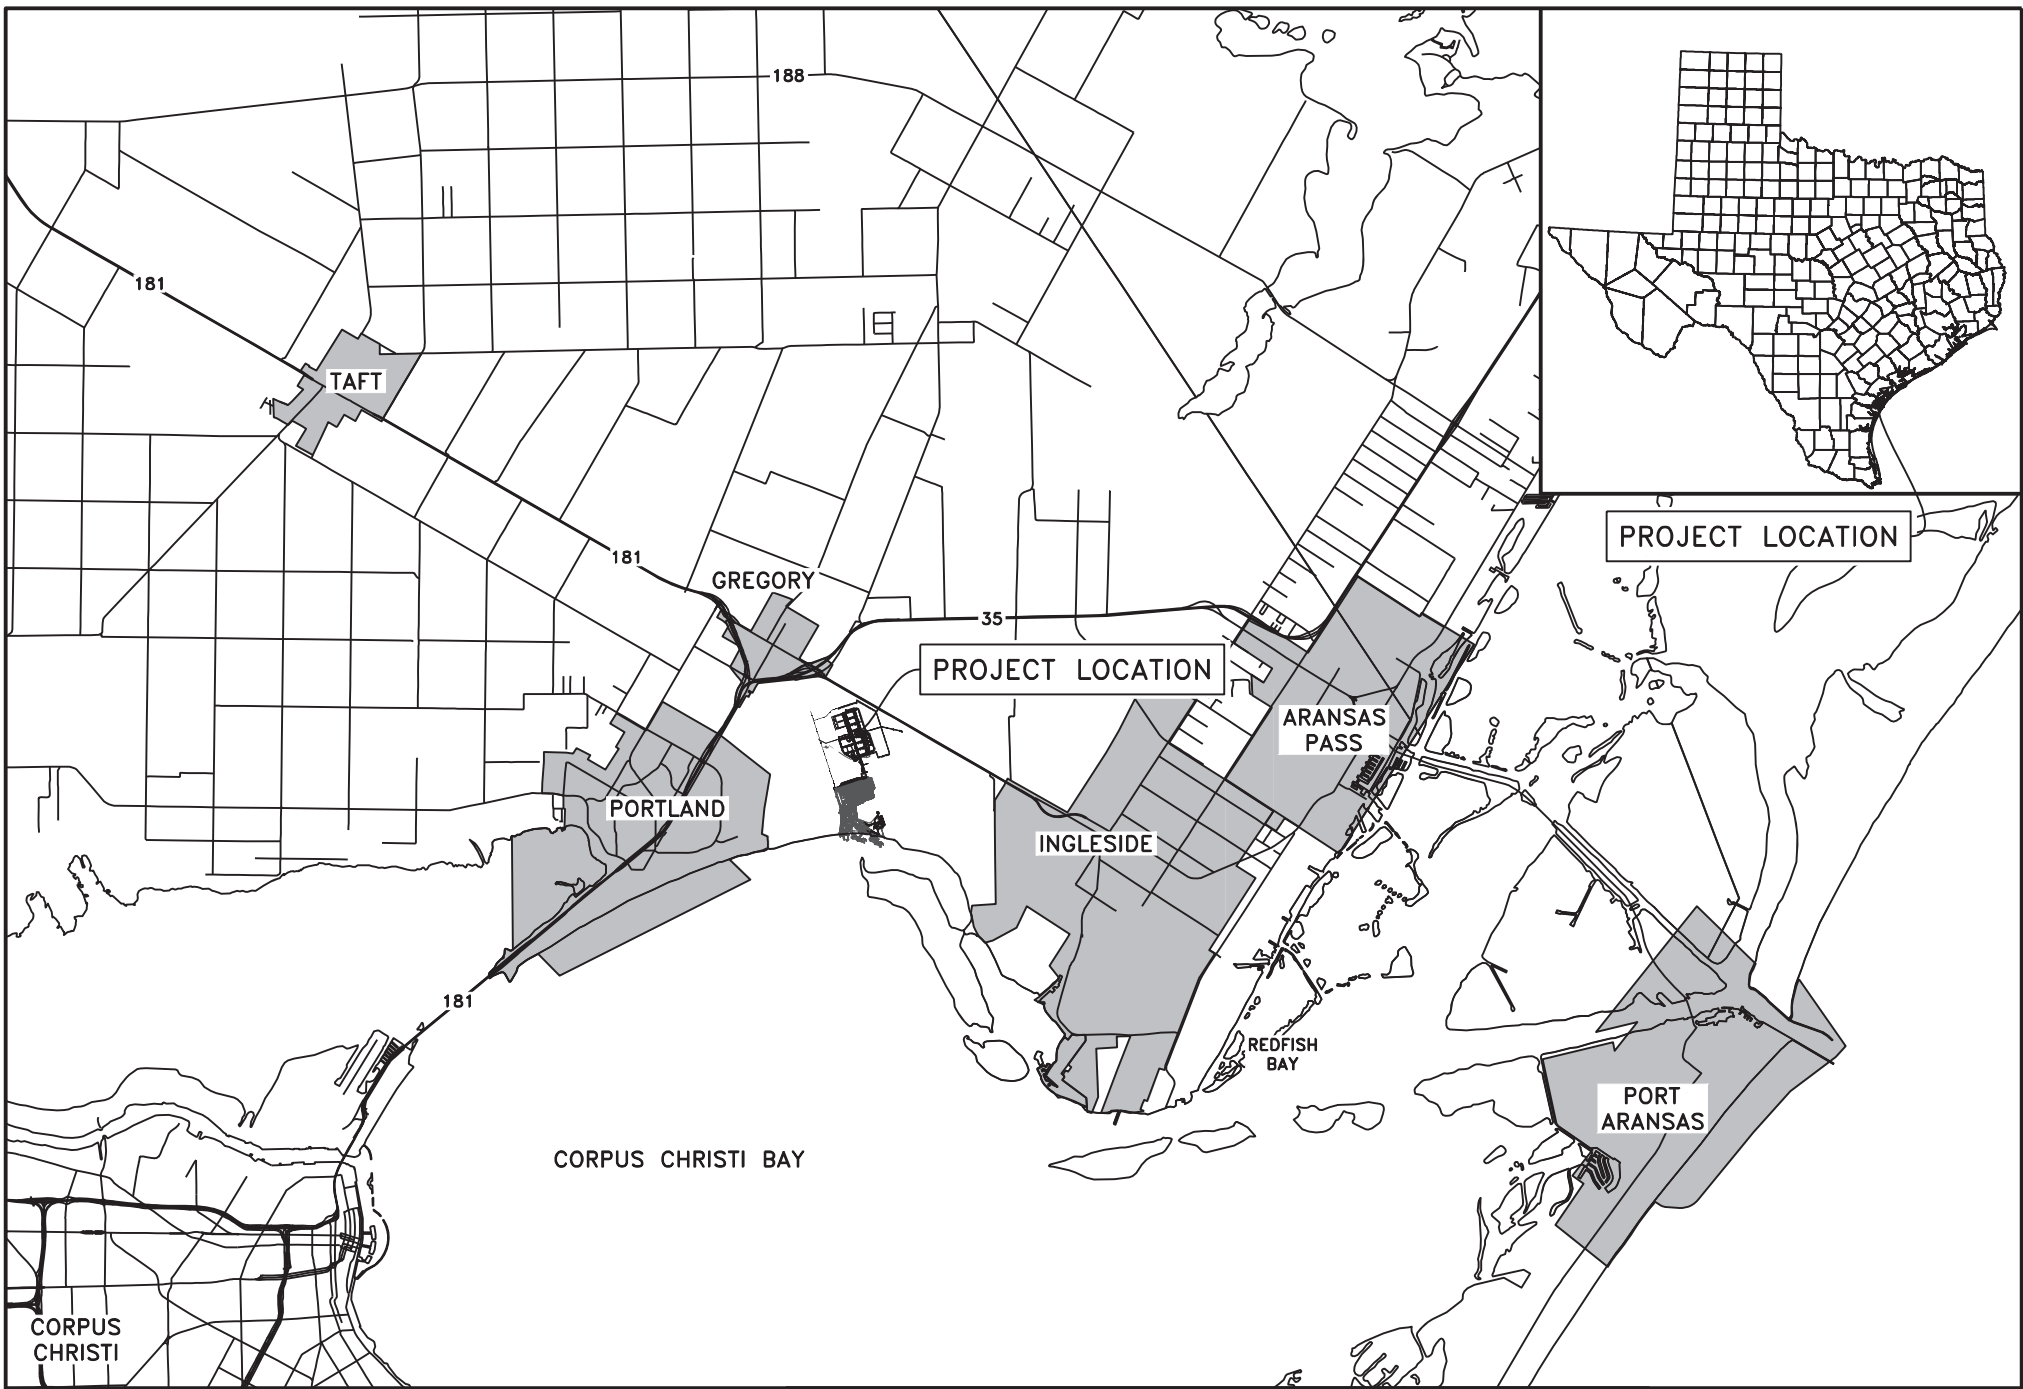 188
181
TAFT
181
GREGORY
35
PROJECT LOCATION
PROJECT LOCATION
ARANSAS
PASS
PORTLAND
INGLESIDE
181
REDFISH
BAY
PORT
ARANSAS
CORPUS CHRISTI BAY
CORPUS
CHRISTI